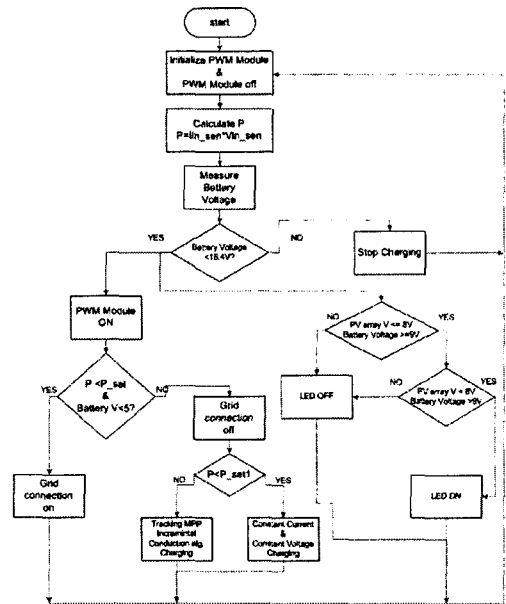 start
Initialize PWM Module
&
PWM Module off
Calculate P
P=Iin_sen*Vin_sen
Measure
Battery
Voltage
YES
Battery Voltage
NO
Stop Charging
PWM Module
ON
NO
PV array V <= 8V
Battery Voltage >=9V
YES
YES
P <P_set
&
Battery V<5?
NO
Grid
connection
off
LED OFF
NO
PV array V < 8V
Battery Voltage >9V
YES
Grid
connection
on
NO
P<P_set1
YES
LED ON
Tracking MPP
Incremental
Conduction alg.
Charging
Constant Current
&
Constant Voltage
Charging